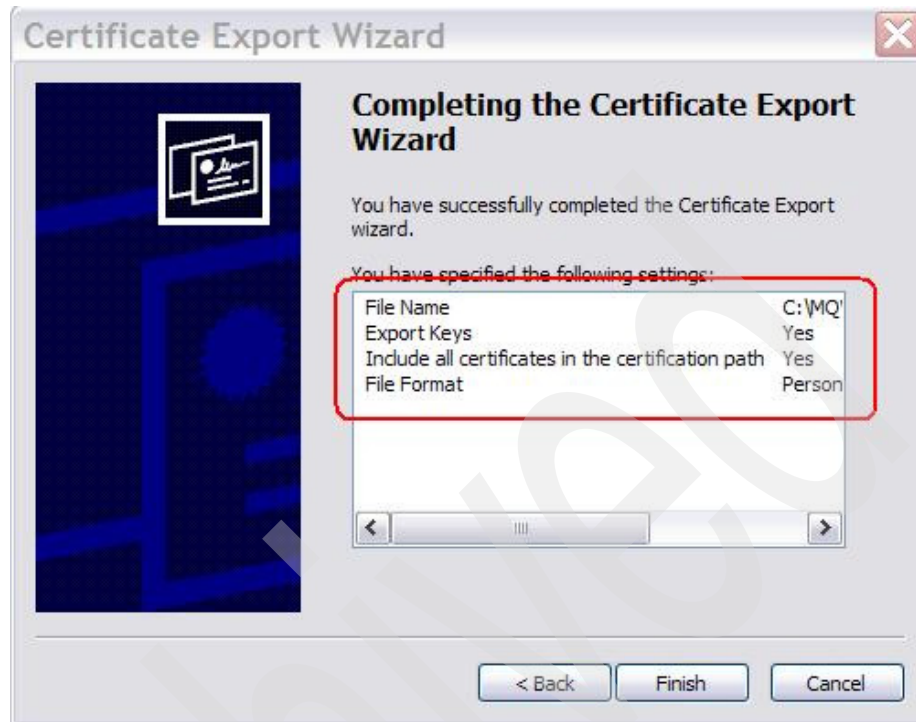 Certificate Export Wizard
Completing the Certificate Export
Wizard
You have successfully completed the Certificate Export
wizard.
You have specified the following settings:
File Name C:\MQ\
Export Keys Yes
Include all certificates in the certification path Yes
File Format Person
< Back Finish Cancel